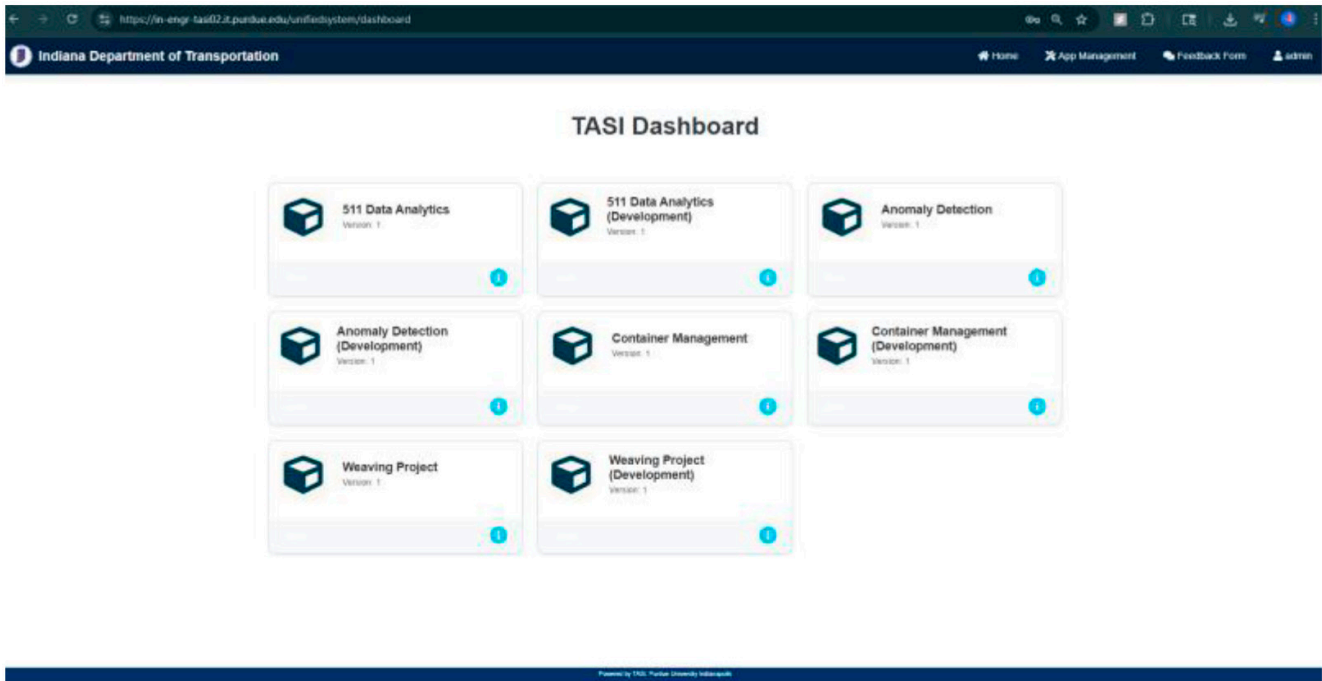 https://in-engr-tasi02.it.purdue.edu/unifiedsystem/dashboard
Indiana Department of Transportation
Home
App Management
Feedback Form
admin
TASI Dashboard
511 Data Analytics
Version: 1
511 Data Analytics
(Development)
Version: 1
Anomaly Detection
Version: 1
Anomaly Detection
(Development)
Version: 1
Container Management
Version: 1
Container Management
(Development)
Version: 1
Weaving Project
Version: 1
Weaving Project
(Development)
Version: 1
Powered by TASI, Purdue University Indianapolis